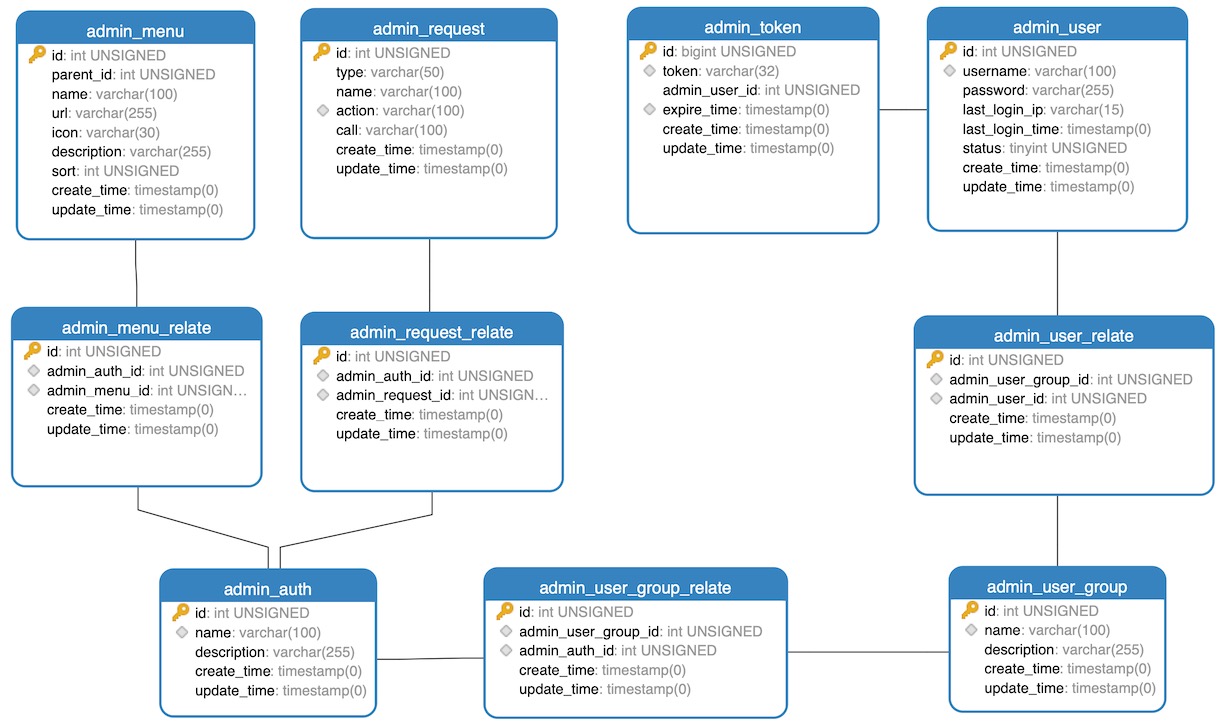 admin_menu
id: int UNSIGNED
parent_id: int UNSIGNED
name: varchar(100)
url: varchar(255)
icon: varchar(30)
description: varchar(255)
sort: int UNSIGNED
create_time: timestamp(0)
update_time: timestamp(0)
admin_request
id: int UNSIGNED
type: varchar(50)
name: varchar(100)
action: varchar(100)
call: varchar(100)
create_time: timestamp(0)
update_time: timestamp(0)
admin_token
id: bigint UNSIGNED
token: varchar(32)
admin_user_id: int UNSIGNED
expire_time: timestamp(0)
create_time: timestamp(0)
update_time: timestamp(0)
admin_user
id: int UNSIGNED
username: varchar(100)
password: varchar(255)
last_login_ip: varchar(15)
last_login_time: timestamp(0)
status: tinyint UNSIGNED
create_time: timestamp(0)
update_time: timestamp(0)
admin_menu_relate
id: int UNSIGNED
admin_auth_id: int UNSIGNED
admin_menu_id: int UNSIGN…
create_time: timestamp(0)
update_time: timestamp(0)
admin_request_relate
id: int UNSIGNED
admin_auth_id: int UNSIGNED
admin_request_id: int UNSIGN…
create_time: timestamp(0)
update_time: timestamp(0)
admin_user_relate
id: int UNSIGNED
admin_user_group_id: int UNSIGNED
admin_user_id: int UNSIGNED
create_time: timestamp(0)
update_time: timestamp(0)
admin_auth
id: int UNSIGNED
name: varchar(100)
description: varchar(255)
create_time: timestamp(0)
update_time: timestamp(0)
admin_user_group_relate
id: int UNSIGNED
admin_user_group_id: int UNSIGNED
admin_auth_id: int UNSIGNED
create_time: timestamp(0)
update_time: timestamp(0)
admin_user_group
id: int UNSIGNED
name: varchar(100)
description: varchar(255)
create_time: timestamp(0)
update_time: timestamp(0)